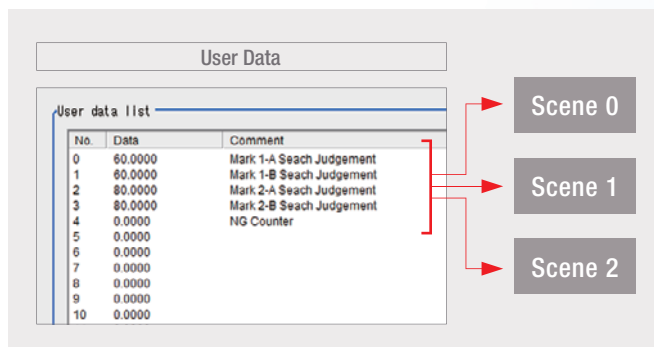 User Data
User data list
No. Data Comment
0 60.0000 Mark 1-A Seach Judgement
1 60.0000 Mark 1-B Seach Judgement
2 80.0000 Mark 2-A Seach Judgement
3 80.0000 Mark 2-B Seach Judgement
4 0.0000 NG Counter
5 0.0000
6 0.0000
7 0.0000
8 0.0000
9 0.0000
10 0.0000
Scene 0
Scene 1
Scene 2